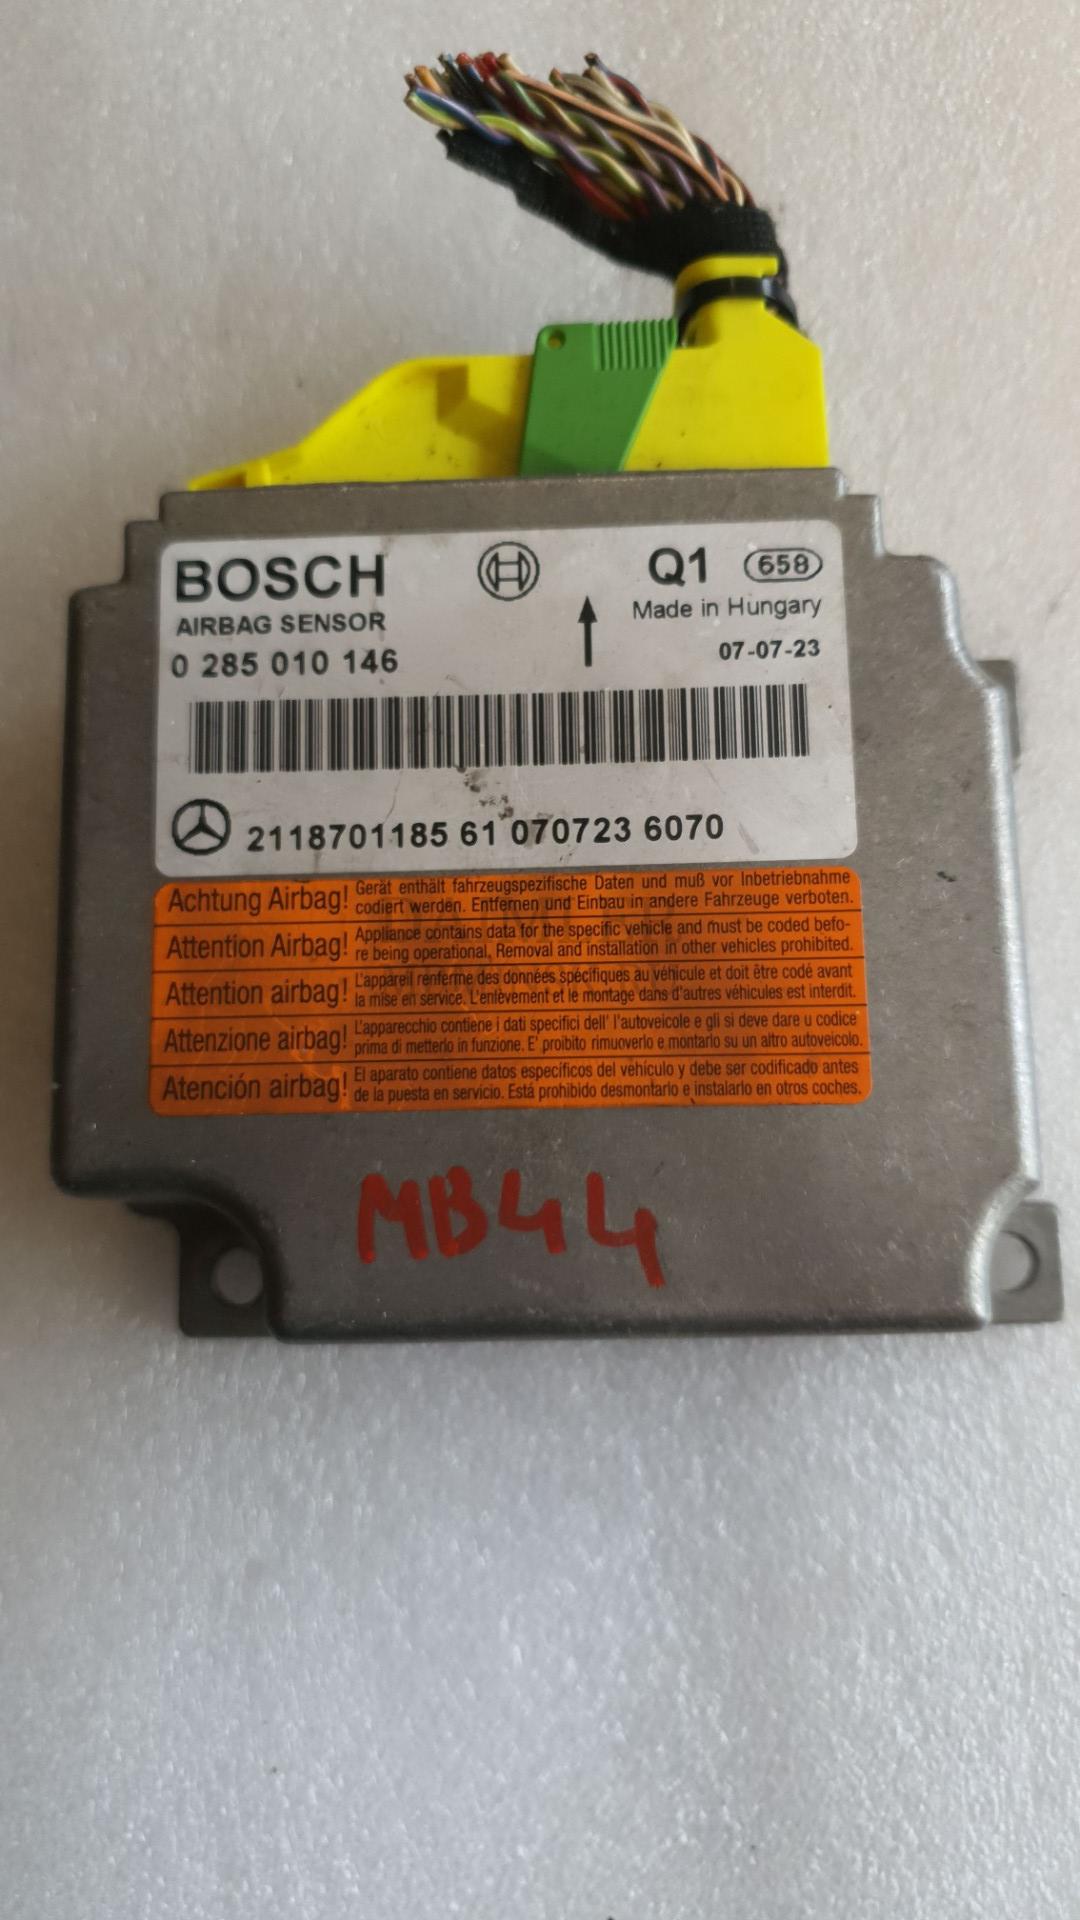 BOSCH
Q1 658
AIRBAG SENSOR
Made in Hungary
0 285 010 146
07-07-23
2118701185 61 070723 6070
Achtung Airbag! Gerät enthält fahrzeugspezifische Daten und muß vor Inbetriebnahme
codiert werden. Entfernen und Einbau in andere Fahrzeuge verboten.
Attention Airbag! Appliance contains data for the specific vehicle and must be coded befo-
re being operational. Removal and installation in other vehicles prohibited.
Attention airbag! L'appareil renferme des données spécifiques au véhicule et doit être codé avant
la mise en service. L'enlèvement et le montage dans d'autres véhicules est interdit.
Attenzione airbag! L'apparecchio contiene i dati specifici dell' l'autoveicole e gli si deve dare u codice
prima di metterlo in funzione. E' proibito rimuoverlo e montarlo su un altro autoveicolo.
Atención airbag! El aparato contiene datos específicos del vehículo y debe ser codificado antes
de la puesta en servicio. Está prohibido desmontarlo e instalarlo en otros coches.
MB44